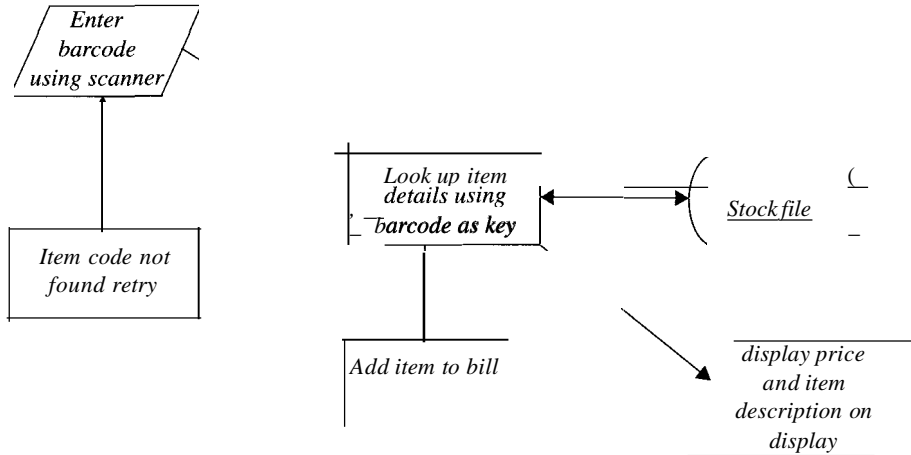 Enter
barcode
using scanner
Look up item
details using
barcode as key
Stock file
Item code not
found retry
Add item to bill
display price
and item
description on
display